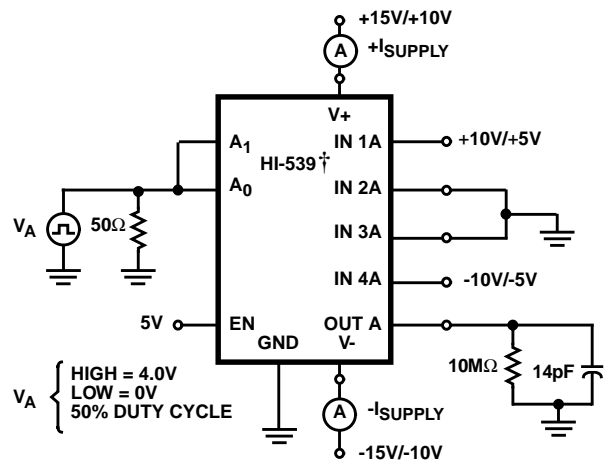 +15V/+10V
A
+ISUPPLY
V+
A1
IN 1A
+10V/+5V
HI-539†
A0
IN 2A
VA
50Ω
IN 3A
IN 4A
-10V/-5V
5V
EN
OUT A
GND
V-
10MΩ
14pF
VA
HIGH = 4.0V
LOW = 0V
50% DUTY CYCLE
A
-ISUPPLY
-15V/-10V